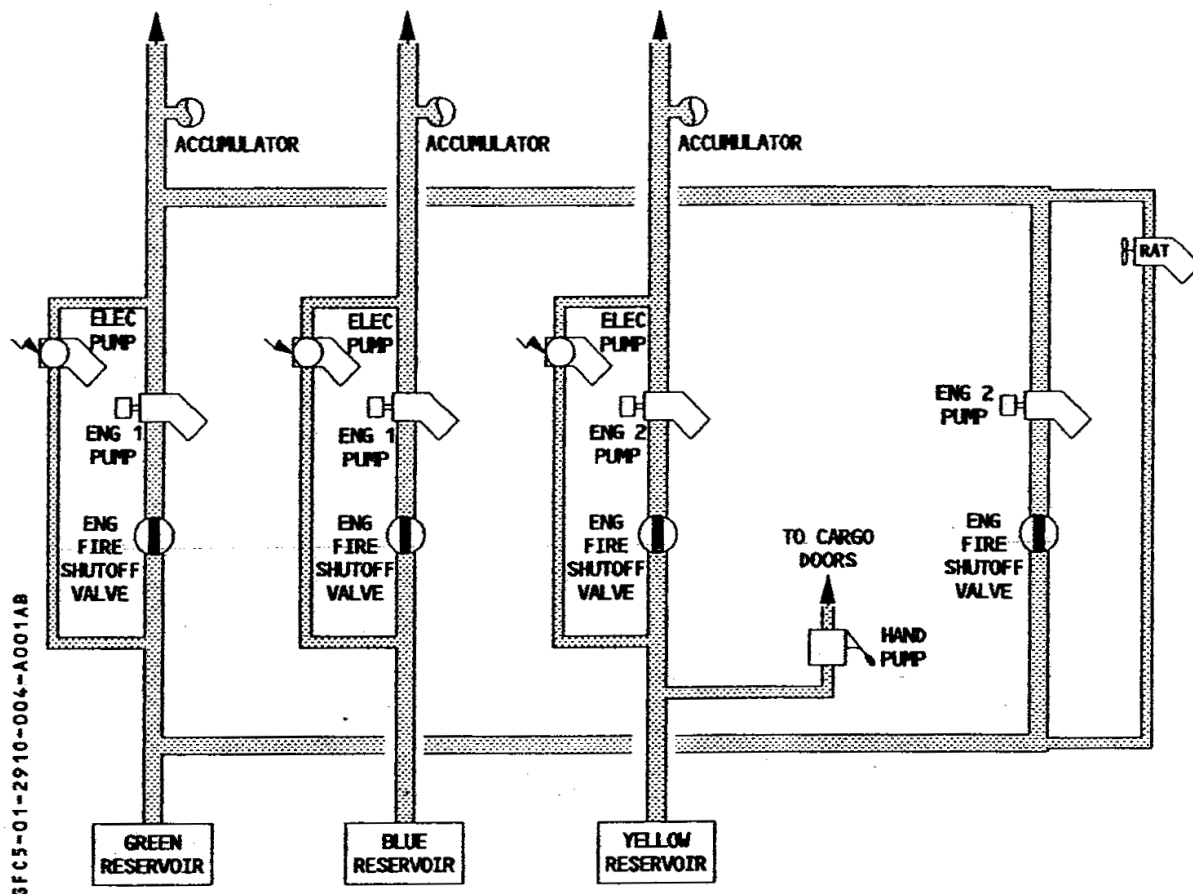 ACCUMULATOR
ACCUMULATOR
ACCUMULATOR
RAT
ELEC
PUMP
ELEC
PUMP
ELEC
PUMP
ENG 1
PUMP
ENG 1
PUMP
ENG 2
PUMP
ENG 2
PUMP
ENG
FIRE
SHUTOFF
VALVE
ENG
FIRE
SHUTOFF
VALVE
ENG
FIRE
SHUTOFF
VALVE
TO CARGO
DOORS
ENG
FIRE
SHUTOFF
VALVE
HAND
PUMP
GREEN
RESERVOIR
BLUE
RESERVOIR
YELLOW
RESERVOIR
GFC5-01-2910-004-A001AB